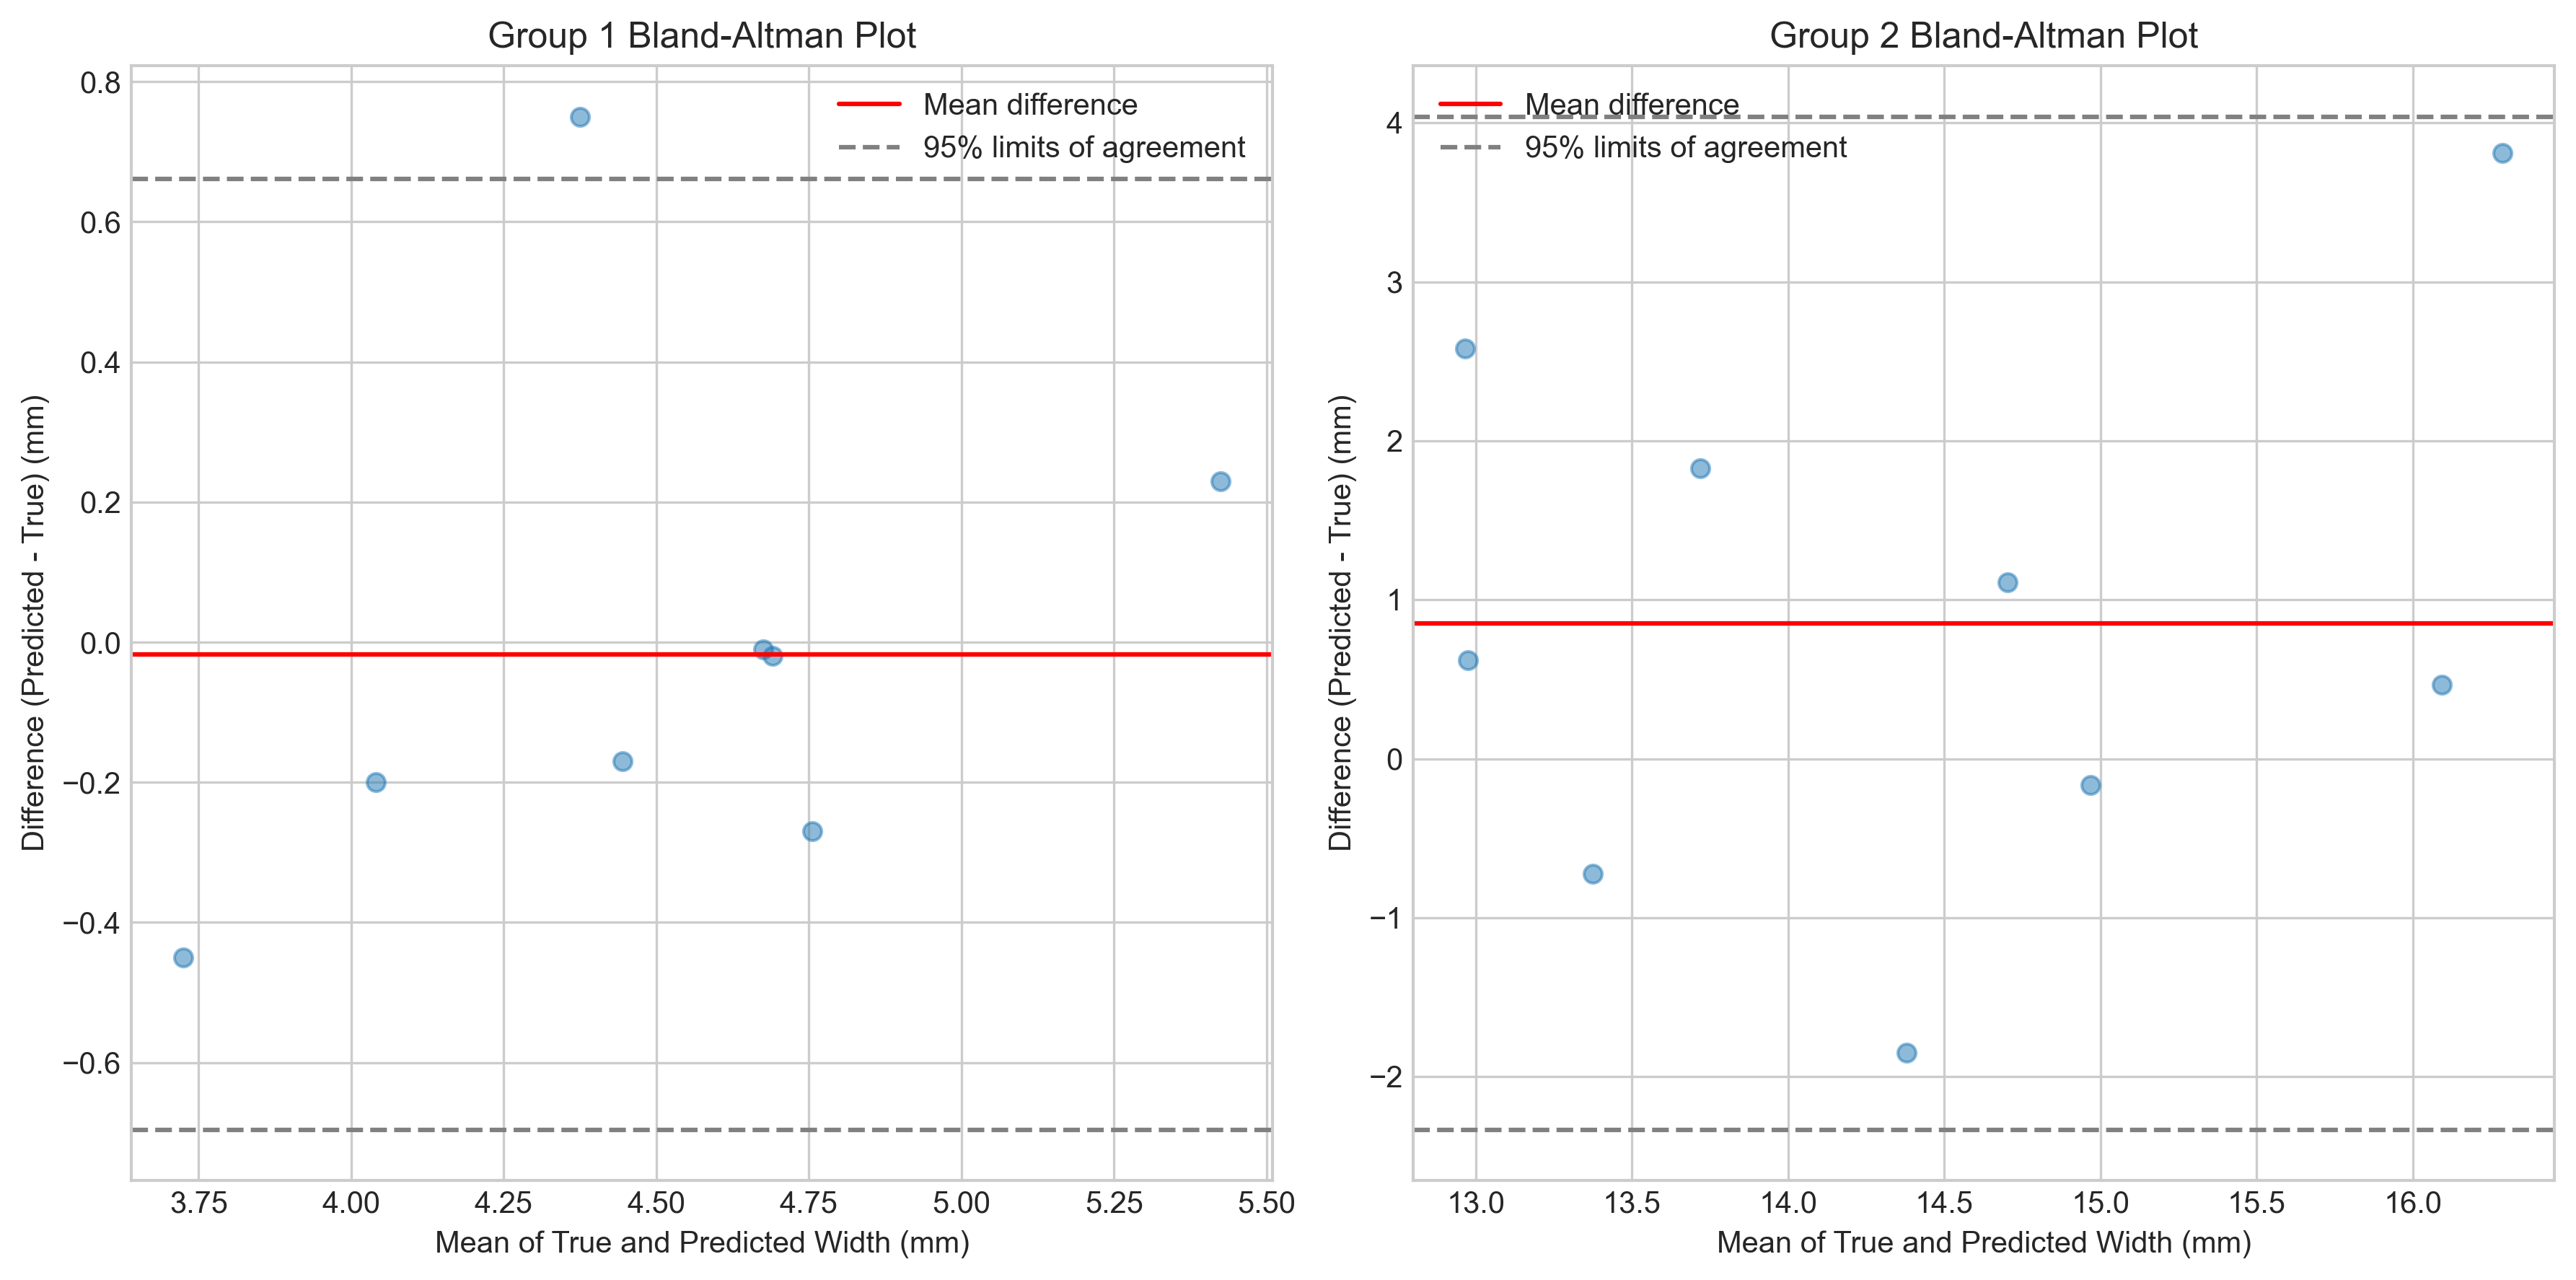 Group 1 Bland-Altman Plot
Mean difference
95% limits of agreement
Difference (Predicted - True) (mm)
0.8
0.6
0.4
0.2
0.0
−0.2
−0.4
−0.6
3.75 4.00 4.25 4.50 4.75 5.00 5.25 5.50
Mean of True and Predicted Width (mm)
Group 2 Bland-Altman Plot
Mean difference
95% limits of agreement
Difference (Predicted - True) (mm)
4
3
2
1
0
−1
−2
13.0 13.5 14.0 14.5 15.0 15.5 16.0
Mean of True and Predicted Width (mm)